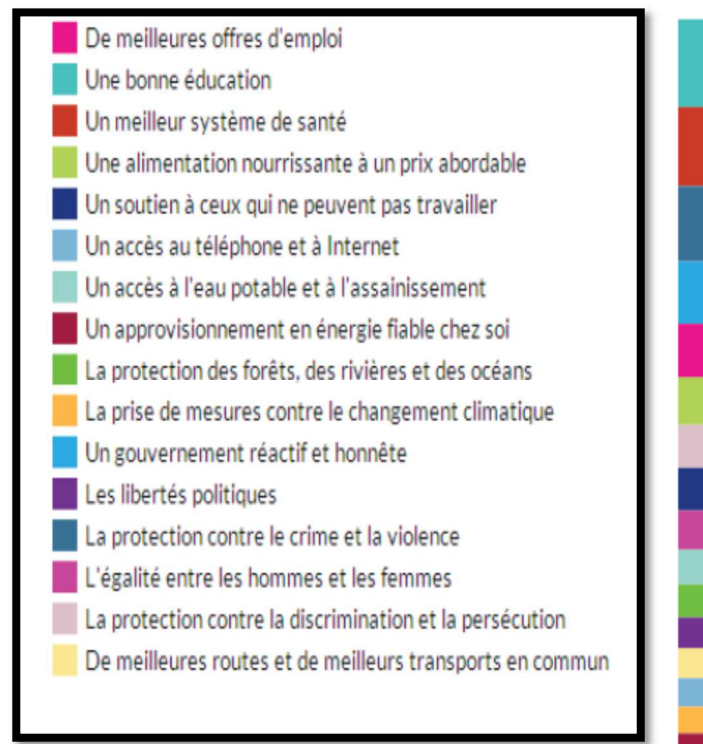 De meilleures offres d'emploi
Une bonne éducation
Un meilleur système de santé
Une alimentation nourrissante à un prix abordable
Un soutien à ceux qui ne peuvent pas travailler
Un accès au téléphone et à Internet
Un accès à l'eau potable et à l'assainissement
Un approvisionnement en énergie fiable chez soi
La protection des forêts, des rivières et des océans
La prise de mesures contre le changement climatique
Un gouvernement réactif et honnête
Les libertés politiques
La protection contre le crime et la violence
L'égalité entre les hommes et les femmes
La protection contre la discrimination et la persécution
De meilleures routes et de meilleurs transports en commun